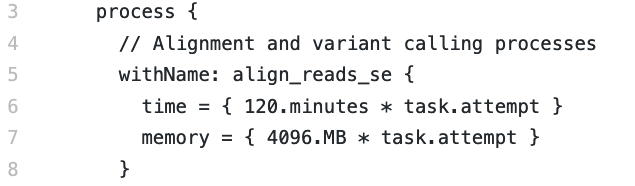 3 process {
4 // Alignment and variant calling processes
5 withName: align_reads_se {
6 time = { 120.minutes * task.attempt }
7 memory = { 4096.MB * task.attempt }
8 }